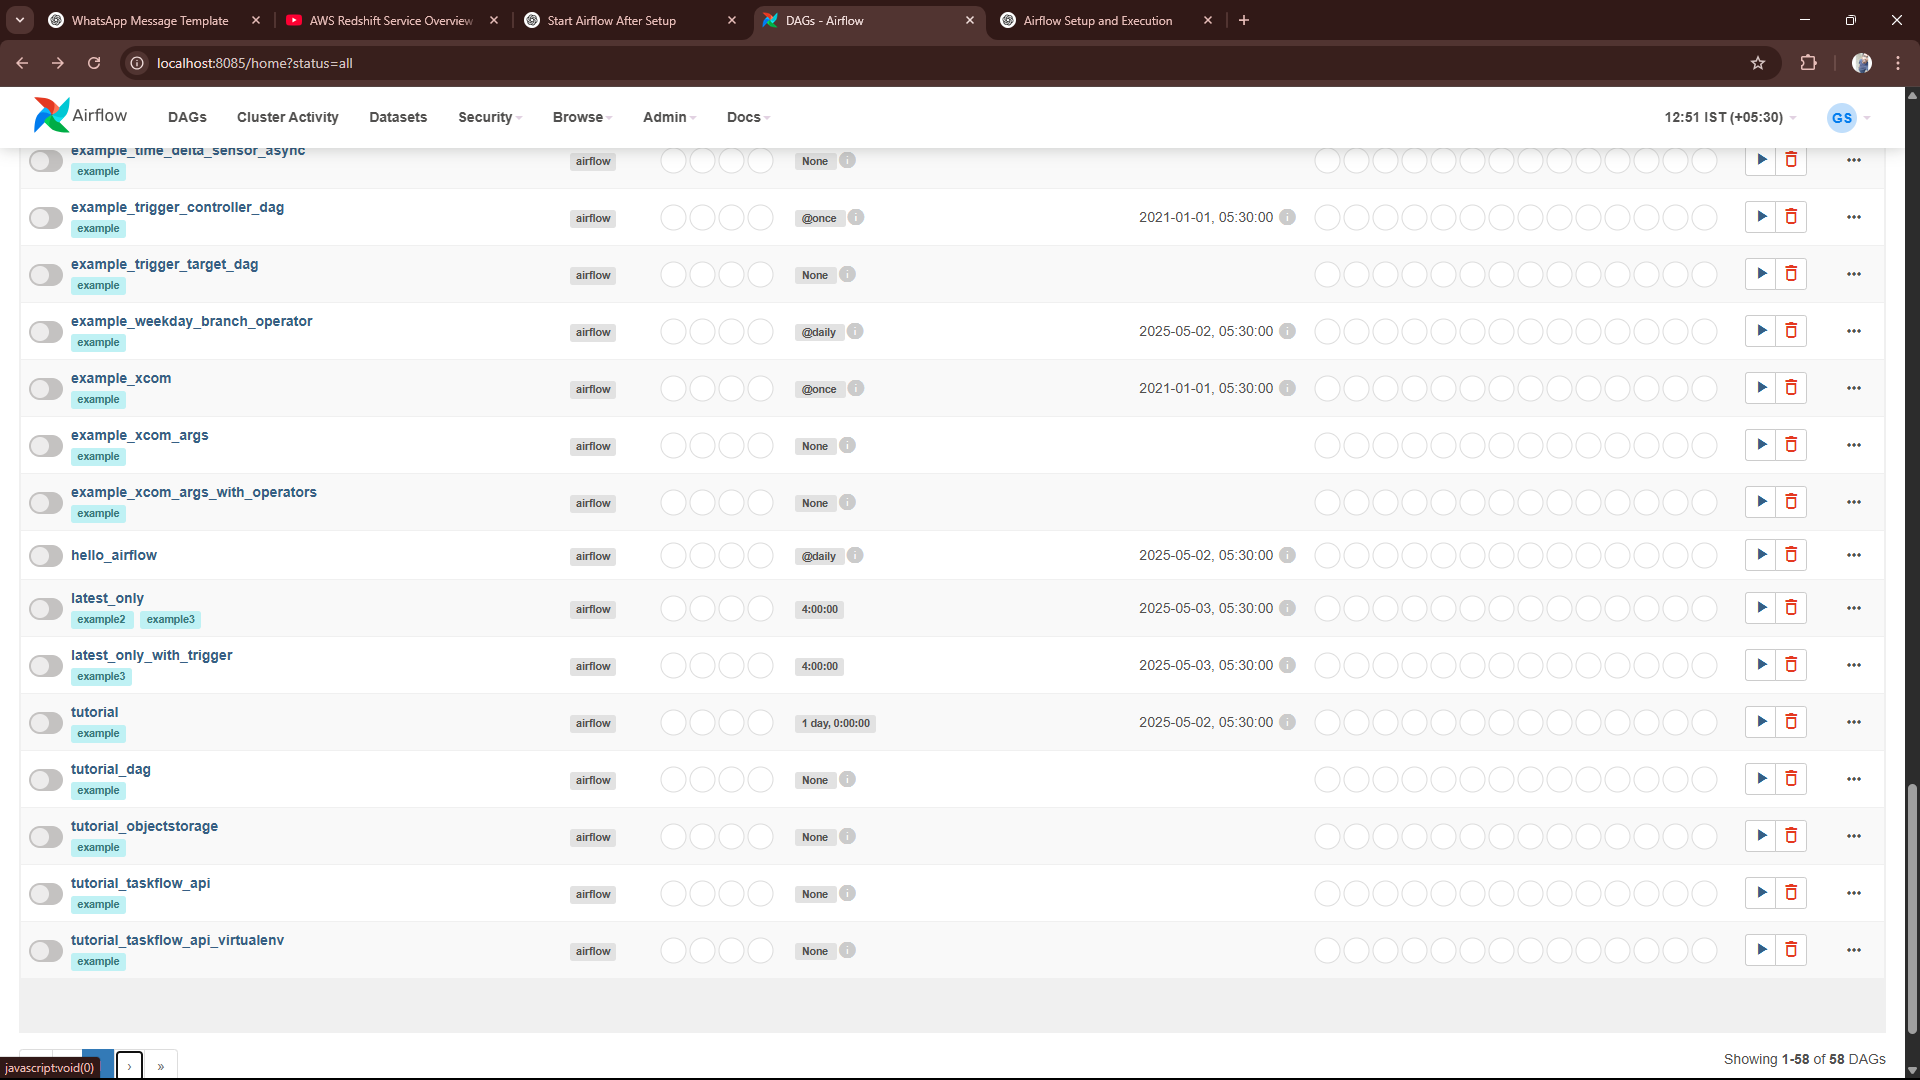 WhatsApp Message Template
AWS Redshift Service Overview
Start Airflow After Setup
DAGs - Airflow
Airflow Setup and Execution
localhost:8085/home?status=all
Airflow DAGs Cluster Activity Datasets Security Browse Admin Docs 12:51 IST (+05:30) GS
example_time_delta_sensor_async
example
airflow None
example_trigger_controller_dag
example
airflow @once 2021-01-01, 05:30:00
example_trigger_target_dag
example
airflow None
example_weekday_branch_operator
example
airflow @daily 2025-05-02, 05:30:00
example_xcom
example
airflow @once 2021-01-01, 05:30:00
example_xcom_args
example
airflow None
example_xcom_args_with_operators
example
airflow None
hello_airflow airflow @daily 2025-05-02, 05:30:00
latest_only
example2 example3
airflow 4:00:00 2025-05-03, 05:30:00
latest_only_with_trigger
example3
airflow 4:00:00 2025-05-03, 05:30:00
tutorial
example
airflow 1 day, 0:00:00 2025-05-02, 05:30:00
tutorial_dag
example
airflow None
tutorial_objectstorage
example
airflow None
tutorial_taskflow_api
example
airflow None
tutorial_taskflow_api_virtualenv
example
airflow None
› »
Showing 1-58 of 58 DAGs
javascript:void(0)